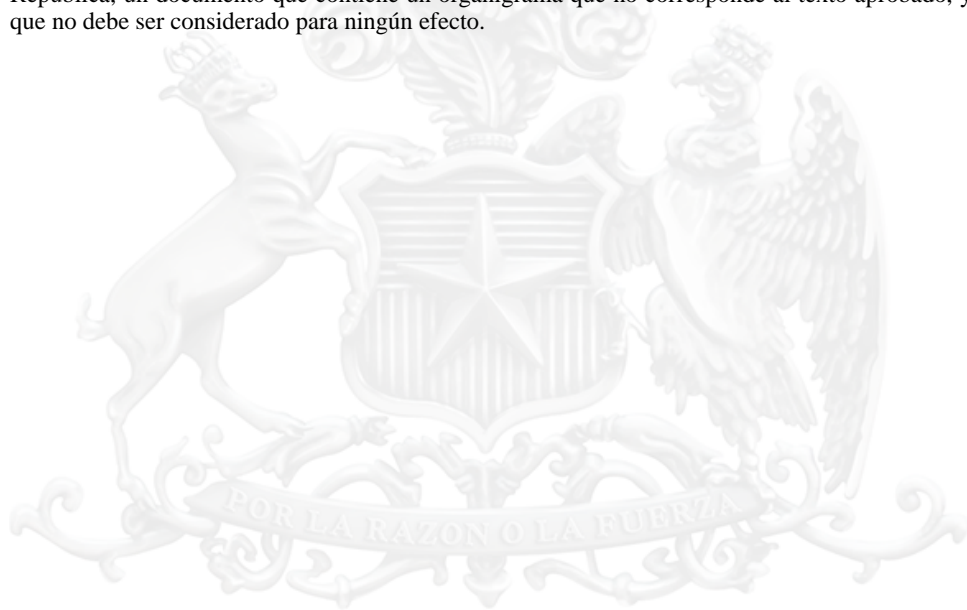 República, un documento que contiene un organigrama que no corresponde al texto aprobado, y
que no debe ser considerado para ningún efecto.
POR LA RAZON O LA FUERZA